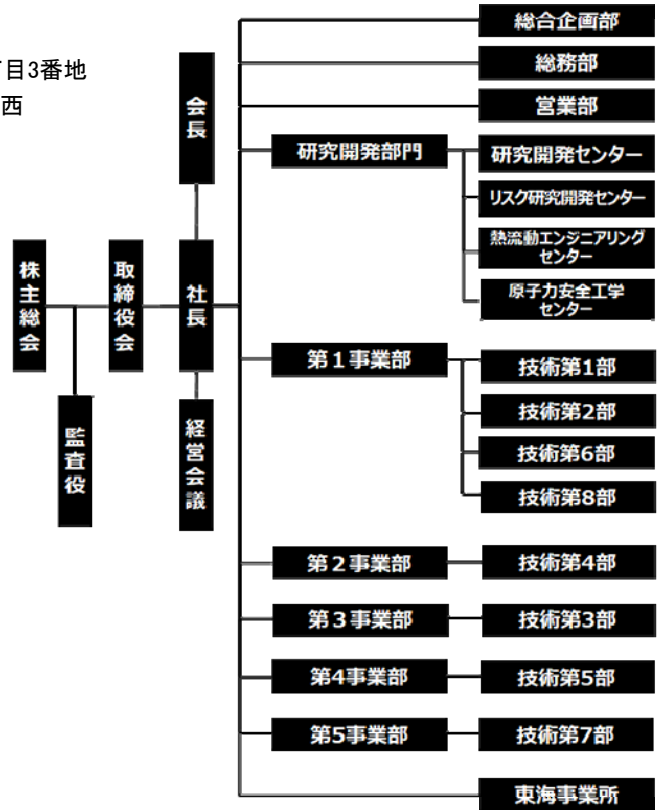 丁目3番地
西
株主総会
監査役
取締役会
会長
社長
経営会議
総合企画部
総務部
営業部
研究開発部門
研究開発センター
リスク研究開発センター
熱流動エンジニアリング
センター
原子力安全工学
センター
第１事業部
技術第1部
技術第2部
技術第6部
技術第8部
第２事業部
技術第4部
第３事業部
技術第3部
第4事業部
技術第5部
第5事業部
技術第7部
東海事業所